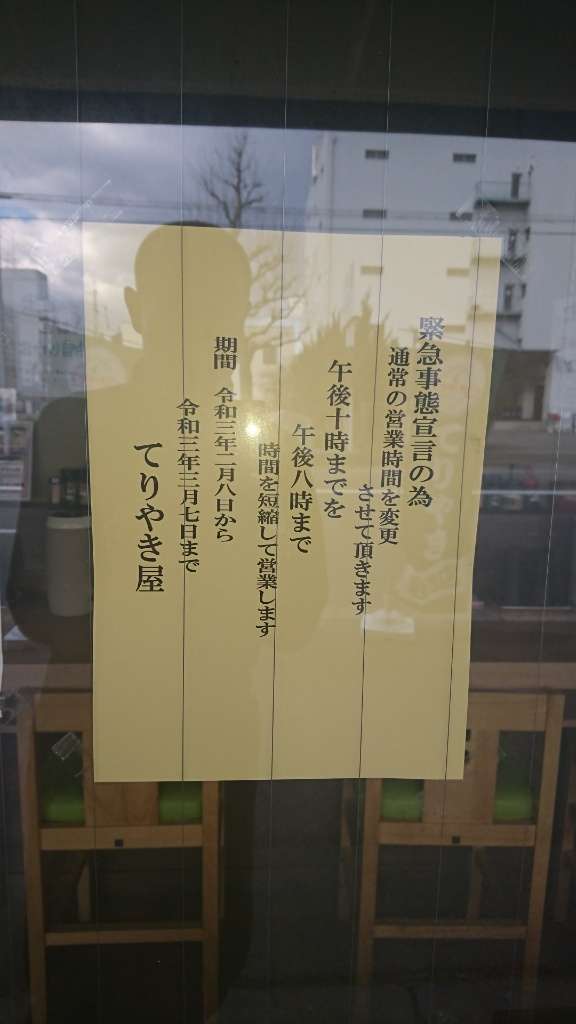 緊急事態宣言の為
通常の営業時間を変更
させて頂きます
午後十時までを
午後八時まで
時間を短縮して営業します
期間 令和三年二月八日から
令和三年三月七日まで
てりやき屋